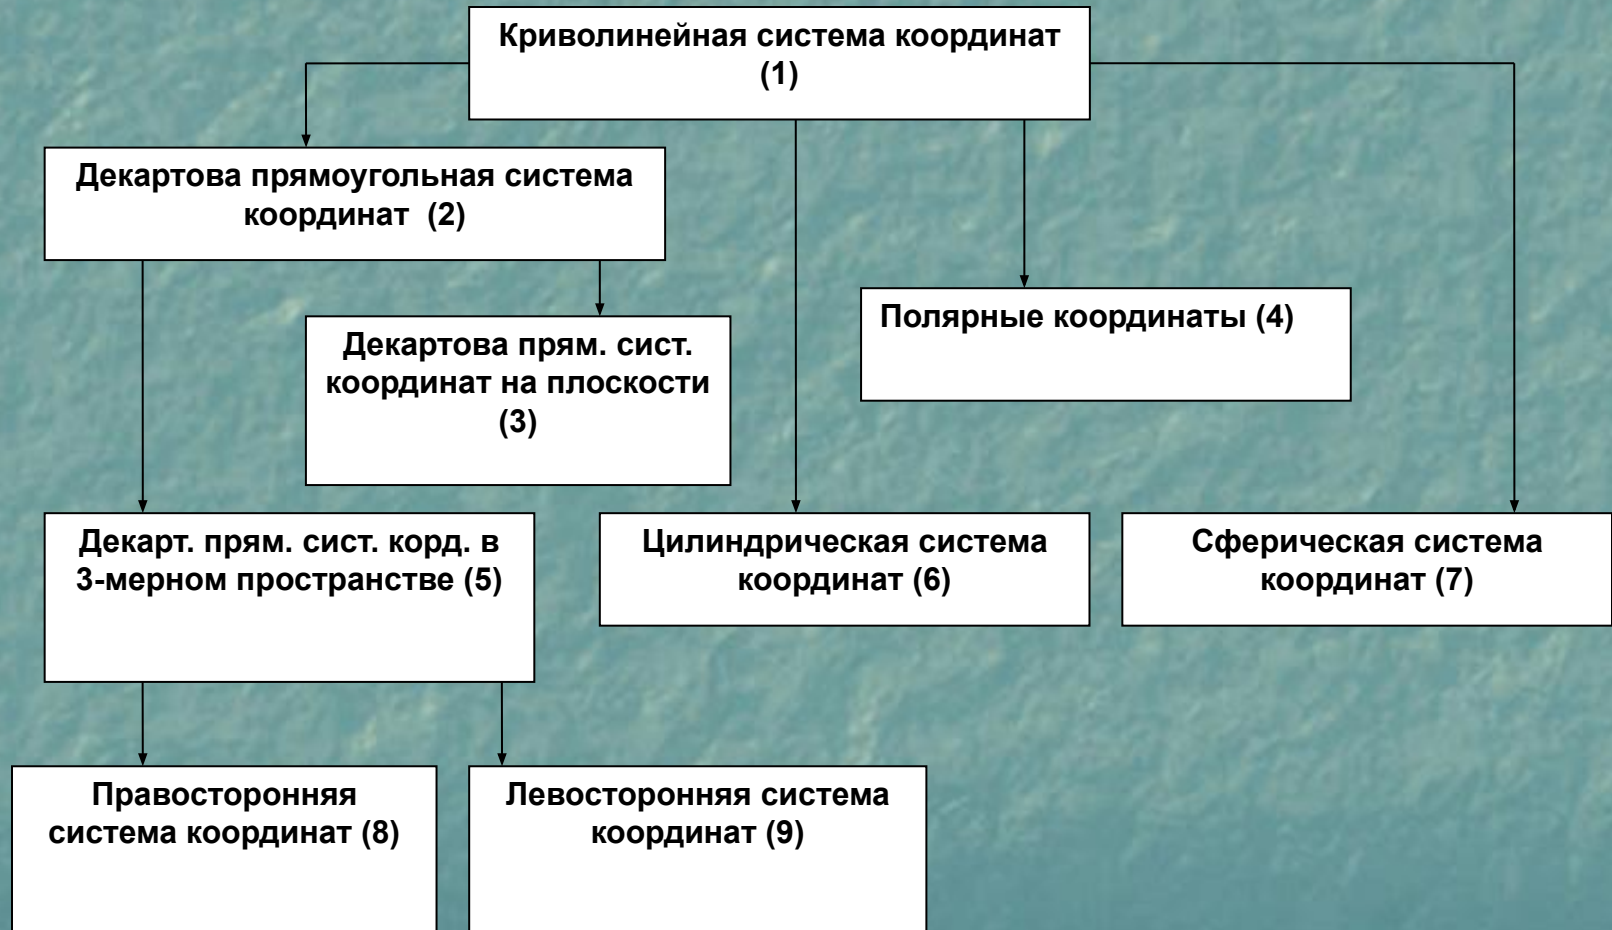 Криволинейная система координат
(1)
Декартова прямоугольная система
координат (2)
Полярные координаты (4)
Декартова прям. сист.
координат на плоскости
(3)
Декарт. прям. сист. корд. в
3-мерном пространстве (5)
Цилиндрическая система
координат (6)
Сферическая система
координат (7)
Правосторонняя
система координат (8)
Левосторонняя система
координат (9)